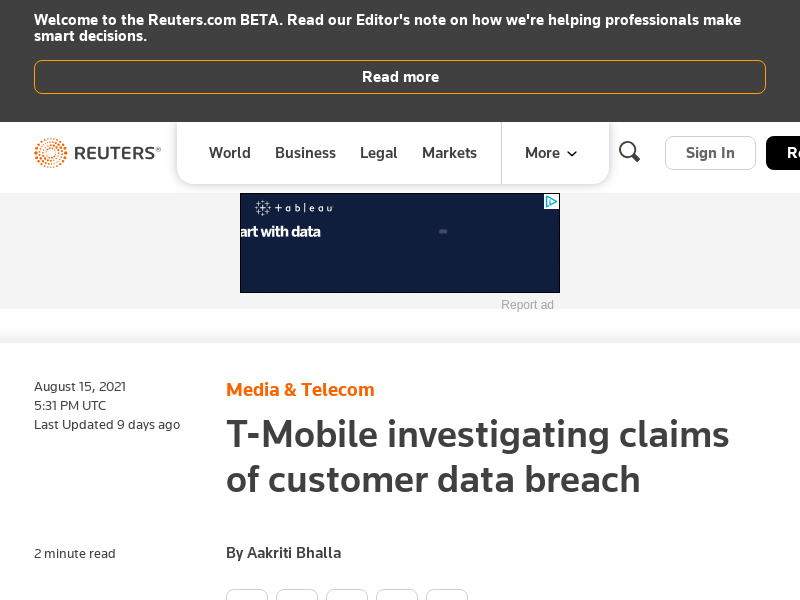 Welcome to the Reuters.com BETA. Read our Editor's note on how we're helping professionals make
smart decisions.
Read more
REUTERS®
World
Business
Legal
Markets
More
Sign In
+ableau
art with data
Report ad
August 15, 2021
5:31 PM UTC
Last Updated 9 days ago
Media & Telecom
T-Mobile investigating claims
of customer data breach
2 minute read
By Aakriti Bhalla